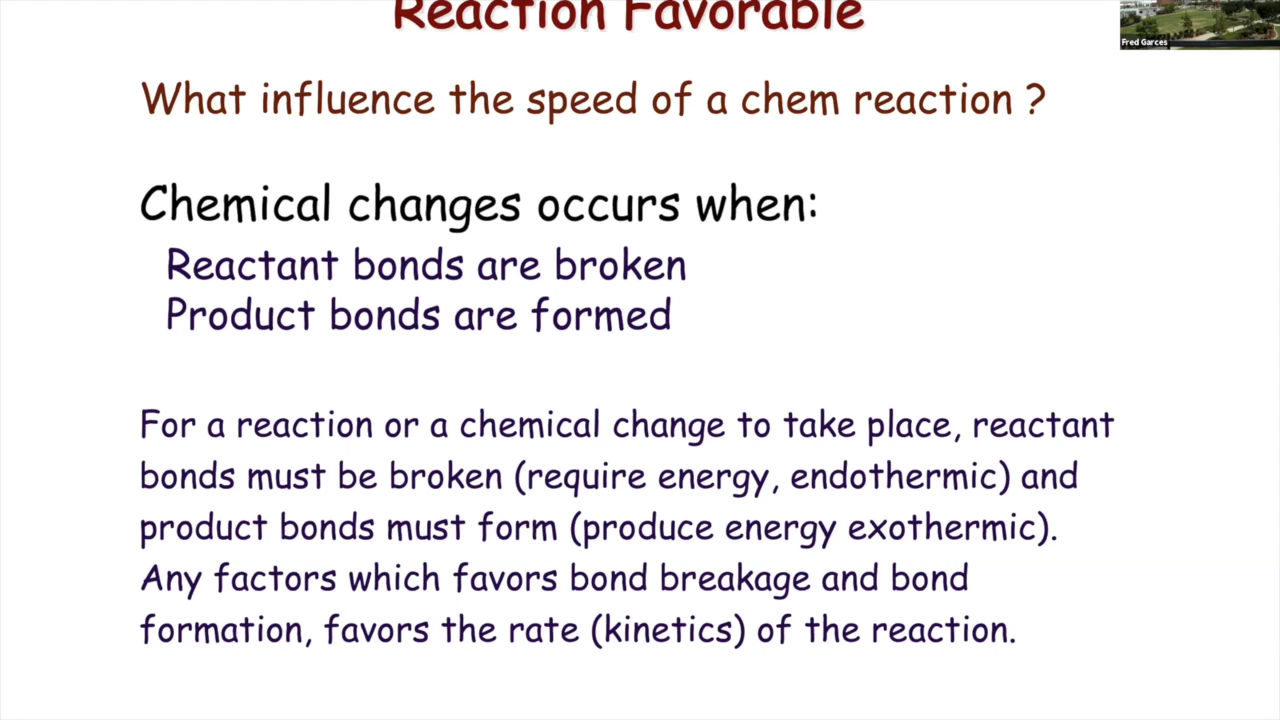 Reaction Favorable
Fred Garces
What influence the speed of a chem reaction ?
Chemical changes occurs when:
Reactant bonds are broken
Product bonds are formed
For a reaction or a chemical change to take place, reactant
bonds must be broken (require energy, endothermic) and
product bonds must form (produce energy exothermic).
Any factors which favors bond breakage and bond
formation, favors the rate (kinetics) of the reaction.